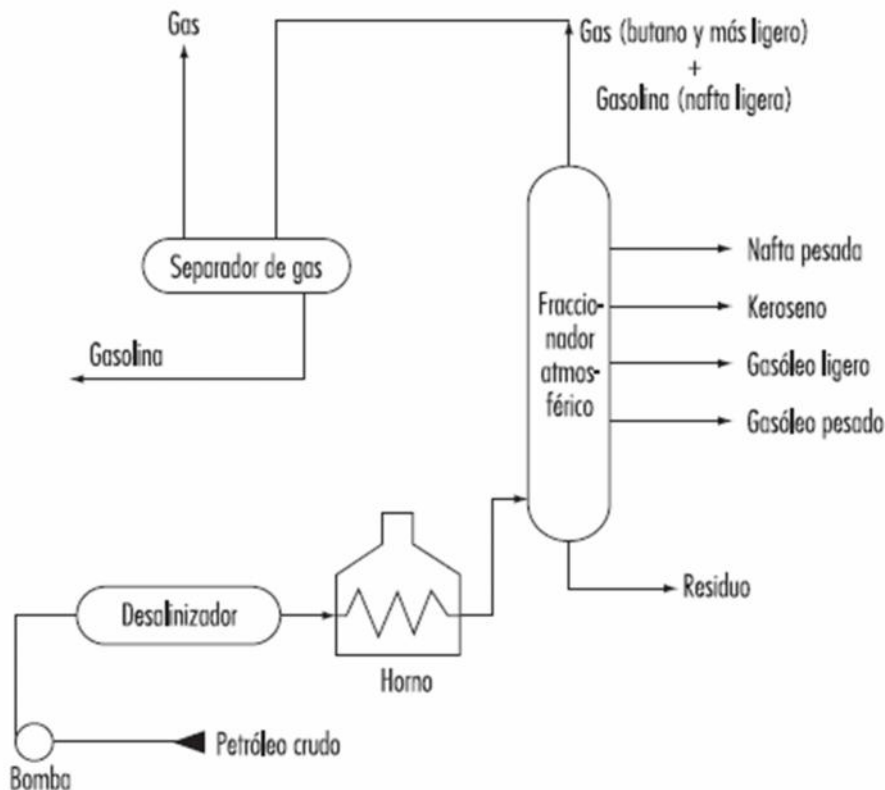 Gas
Gas (butano y más ligero)
+
Gasolina (nafta ligera)
Separador de gas
Gasolina
Fraccio-
nador
atmos-
férico
Nafta pesada
Keroseno
Gasóleo ligero
Gasóleo pesado
Residuo
Desalinizador
Horno
Petróleo crudo
Bomba